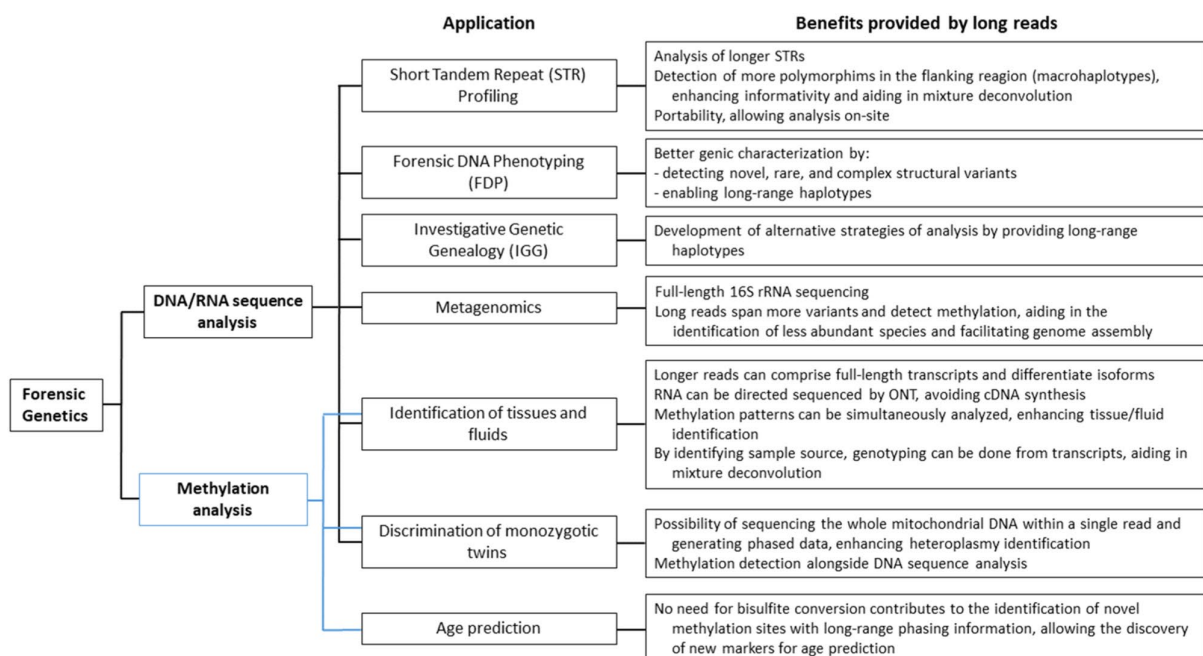 Application
Benefits provided by long reads
Forensic
Genetics
DNA/RNA sequence
analysis
Methylation
analysis
Short Tandem Repeat (STR)
Profiling
Analysis of longer STRs
Detection of more polymorphims in the flanking reagion (macrohaplotypes),
enhancing informativity and aiding in mixture deconvolution
Portability, allowing analysis on-site
Forensic DNA Phenotyping
(FDP)
Better genic characterization by:
- detecting novel, rare, and complex structural variants
- enabling long-range haplotypes
Investigative Genetic
Genealogy (IGG)
Development of alternative strategies of analysis by providing long-range
haplotypes
Metagenomics
Full-length 16S rRNA sequencing
Long reads span more variants and detect methylation, aiding in the
identification of less abundant species and facilitating genome assembly
Identification of tissues and
fluids
Longer reads can comprise full-length transcripts and differentiate isoforms
RNA can be directed sequenced by ONT, avoiding cDNA synthesis
Methylation patterns can be simultaneously analyzed, enhancing tissue/fluid
identification
By identifying sample source, genotyping can be done from transcripts, aiding in
mixture deconvolution
Discrimination of monozygotic
twins
Possibility of sequencing the whole mitochondrial DNA within a single read and
generating phased data, enhancing heteroplasmy identification
Methylation detection alongside DNA sequence analysis
Age prediction
No need for bisulfite conversion contributes to the identification of novel
methylation sites with long-range phasing information, allowing the discovery
of new markers for age prediction